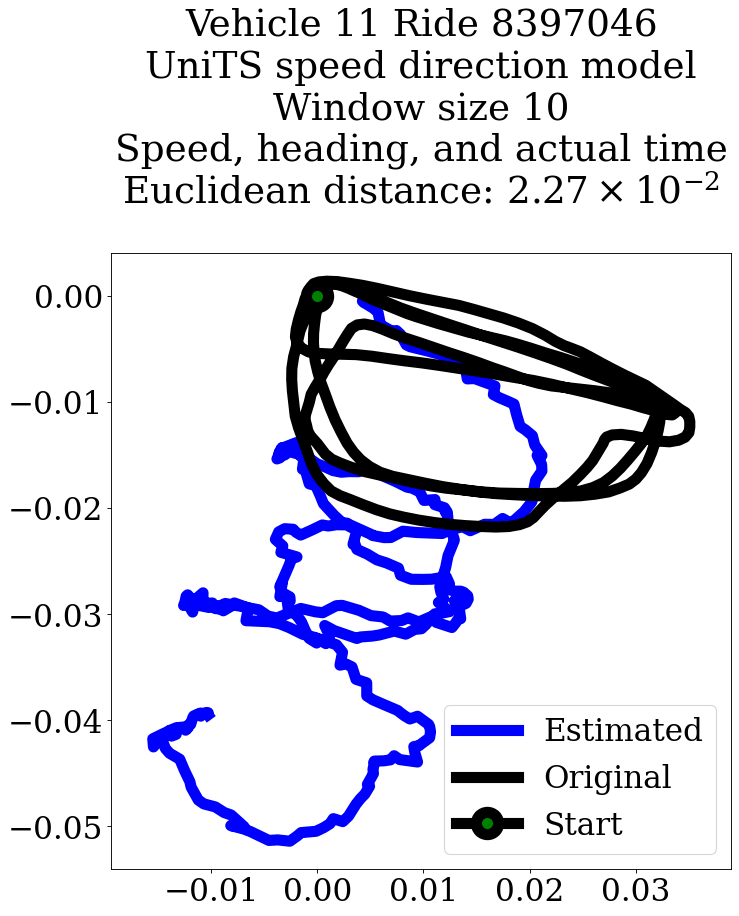 Vehicle 11 Ride 8397046
UniTS speed direction model
Window size 10
Speed, heading, and actual time
Euclidean distance: 2.27 × 10⁻²
0.00
−0.01
−0.02
−0.03
−0.04
−0.05
Estimated
Original
Start
−0.01 0.00 0.01 0.02 0.03